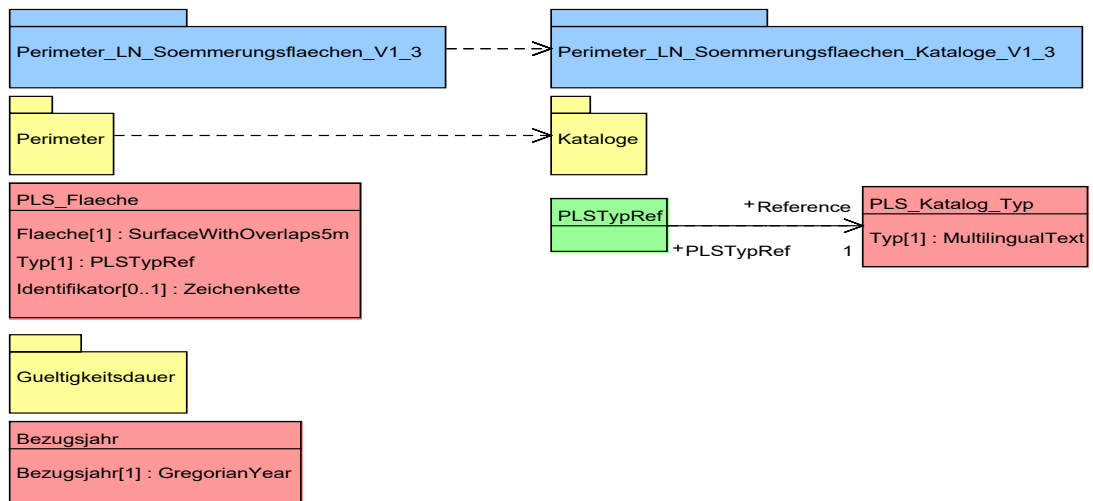 Perimeter_LN_Soemmerungsflaechen_V1_3
Perimeter_LN_Soemmerungsflaechen_Kataloge_V1_3
Perimeter
Kataloge
PLS_Flaeche
Flaeche[1] : SurfaceWithOverlaps5m
Typ[1] : PLSTypRef
Identifikator[0..1] : Zeichenkette
PLSTypRef
+Reference
+PLSTypRef
1
PLS_Katalog_Typ
Typ[1] : MultilingualText
Gueltigkeitsdauer
Bezugsjahr
Bezugsjahr[1] : GregorianYear